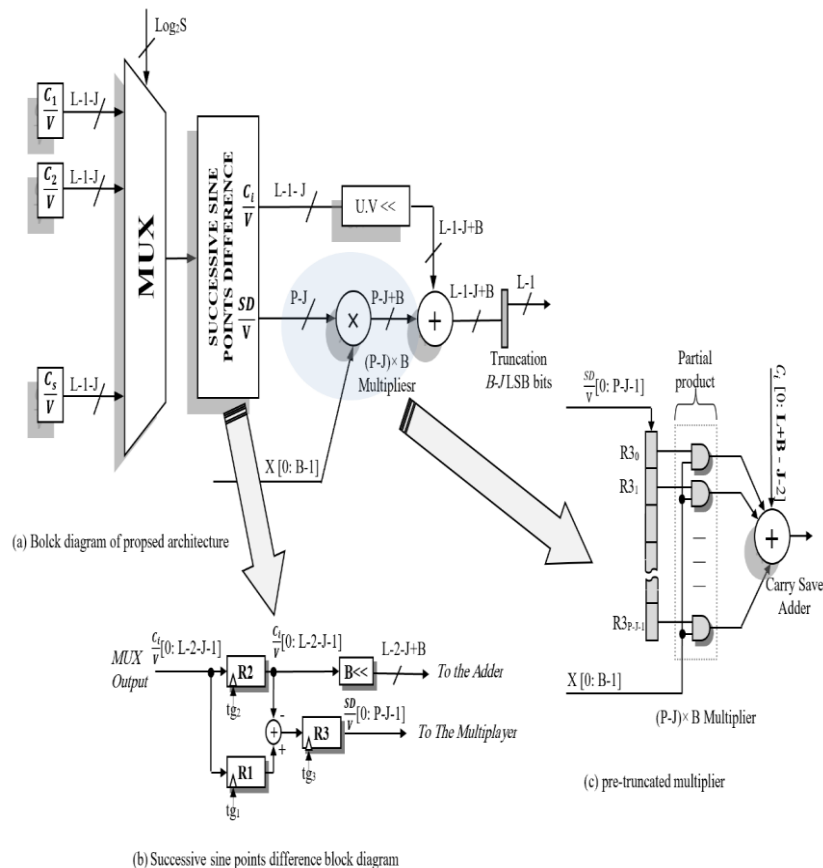 Log₂S
C₁/V
L-1-J
C₂/V
L-1-J
Cₛ/V
L-1-J
MUX
SUCCESSIVE SINE
POINTS DIFFERENCE
Cᵢ/V
SD/V
L-1- J
U.V <<
L-1-J+B
P-J
×
P-J+B
+
L-1-J+B
L-1
(P-J)× B
Multipliesr
Truncation
B-J LSB bits
X [0: B-1]
(a) Bolck diagram of propsed architecture
MUX
Output
Cᵢ/V [0: L-2-J-1]
R2
tg₂
Cᵢ/V [0: L-2-J-1]
B<<
L-2-J+B
To the Adder
-
+
+
R1
tg₁
R3
tg₃
SD/V [0: P-J-1]
To The Multiplayer
(b) Successive sine points difference block diagram
SD/V [0: P-J-1]
Partial
product
Cᵢ [0: L+B - J-2]
R3₀
R3₁
R3P-J-1
+
Carry Save
Adder
X [0: B-1]
(P-J)× B Multiplier
(c) pre-truncated multiplier